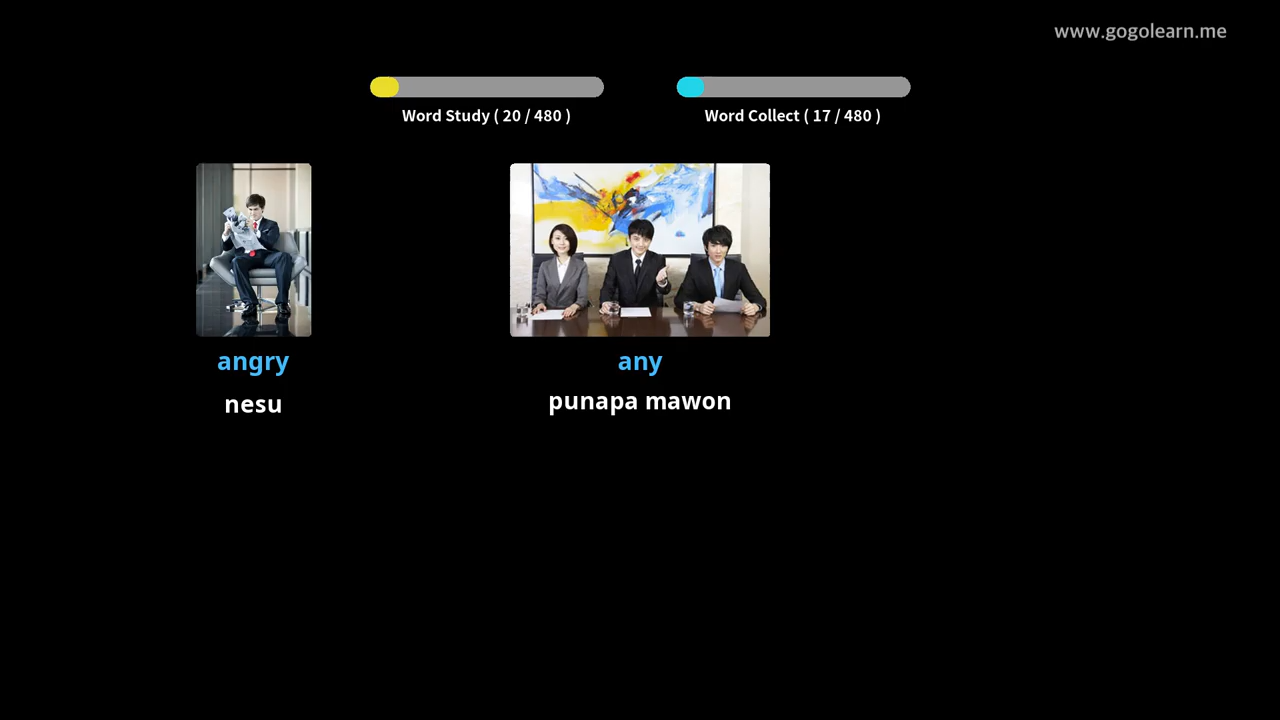 www.gogolearn.me
Word Study ( 20 / 480 )
Word Collect ( 17 / 480 )
angry
nesu
any
punapa mawon